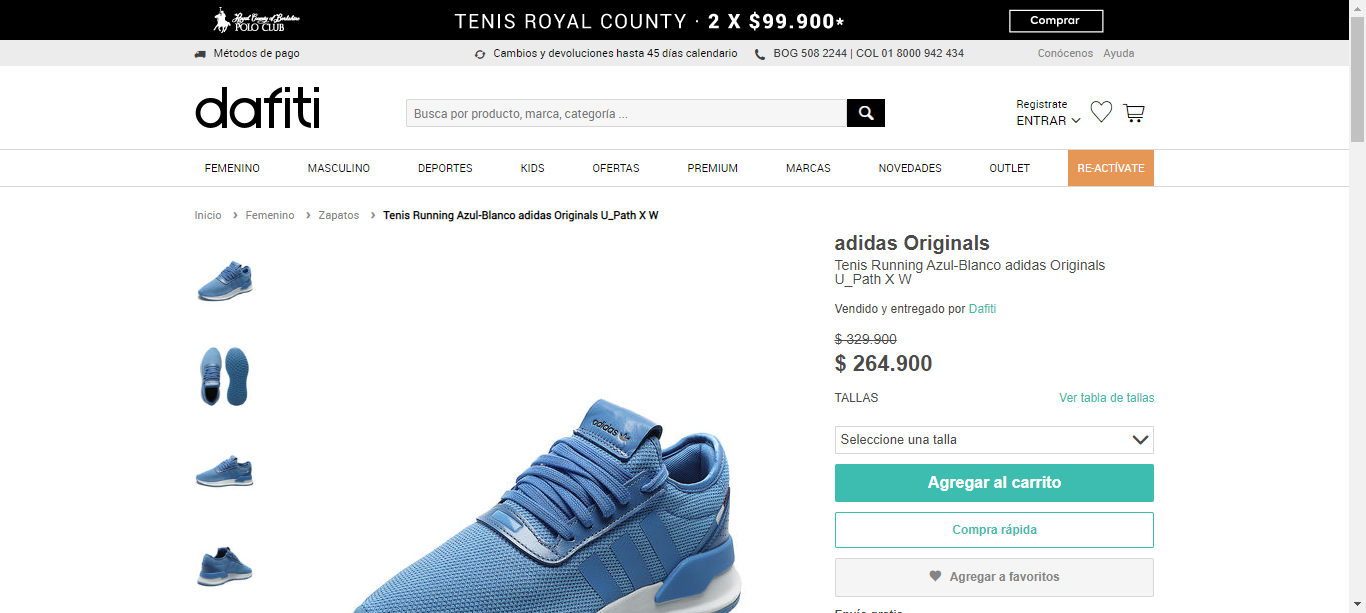 Royal County of Berkshire
POLO CLUB
TENIS ROYAL COUNTY · 2 X $99.900*
Comprar
Métodos de pago
Cambios y devoluciones hasta 45 días calendario
BOG 508 2244 | COL 01 8000 942 434
Conócenos Ayuda
dafiti
Busca por producto, marca, categoría ...
Registrate
ENTRAR
FEMENINO MASCULINO DEPORTES KIDS OFERTAS PREMIUM MARCAS NOVEDADES OUTLET RE-ACTÍVATE
Inicio › Femenino › Zapatos › Tenis Running Azul-Blanco adidas Originals U_Path X W
adidas Originals
Tenis Running Azul-Blanco adidas Originals
U_Path X W
Vendido y entregado por Dafiti
$ 329.900
$ 264.900
TALLAS
Ver tabla de tallas
Seleccione una talla
Agregar al carrito
Compra rápida
Agregar a favoritos
Envío gratis
adidas